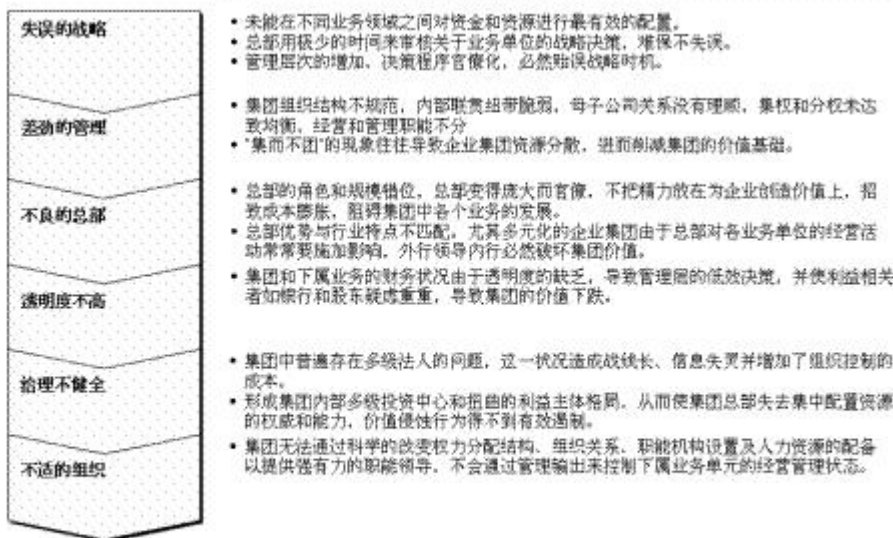 失误的战略
• 未能在不同业务领域之间对资金和资源进行最有效的配置。
• 总部用极少的时间来审核关于业务单位的战略决策，难保不失误。
• 管理层次的增加、决策程序官僚化，必然贻误战略时机。
差劲的管理
• 集团组织结构不规范，内部联贯纽带脆弱，母子公司关系没有理顺，集权和分权未达
致均衡，经营和管理职能不分
• “集而不团”的现象往往导致企业集团资源分散，进而削减集团的价值基础。
不良的总部
• 总部的角色和规模错位，总部变得庞大而官僚，不把精力放在为企业创造价值上，招
致成本膨胀，阻碍集团中各个业务的发展。
• 总部优势与行业特点不匹配，尤其多元化的企业集团由于总部对各业务单位的经营活
动常常要施加影响，外行领导内行必然破坏集团价值。
透明度不高
• 集团和下属业务的财务状况由于透明度的缺乏，导致管理层的低效决策，并使利益相关
者如银行和股东疑虑重重，导致集团的价值下跌。
治理不健全
• 集团中普遍存在多级法人的问题，这一状况造成战线长、信息失灵并增加了组织控制的
成本。
• 形成集团内部多级投资中心和扭曲的利益主体格局，从而使集团总部失去集中配置资源
的权威和能力，价值侵蚀行为得不到有效遏制。
不适的组织
• 集团无法通过科学的改变权力分配结构、组织关系、职能机构设置及人力资源的配备
以提供强有力的职能领导，不会通过管理输出来控制下属业务单元的经营管理状态。